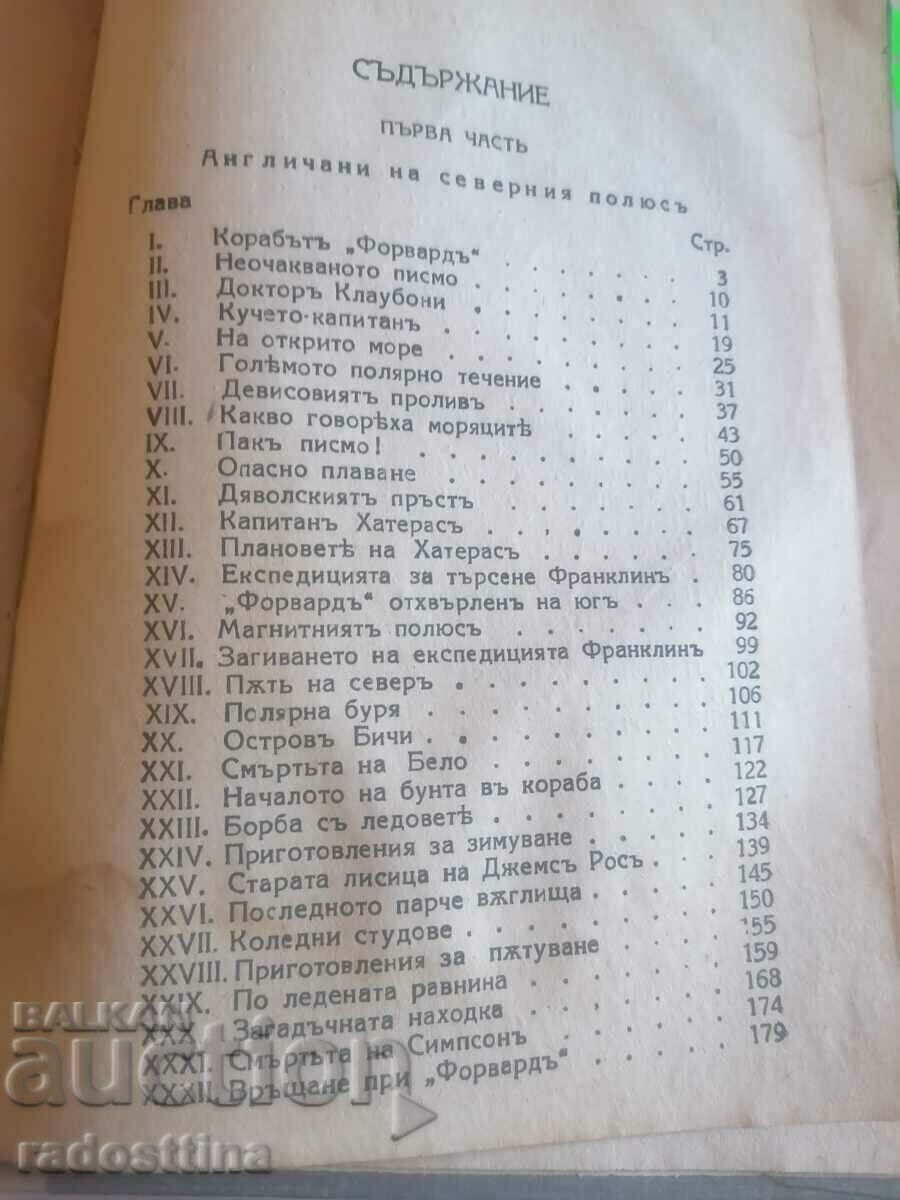 СЪДЪРЖАНИЕ
ПЪРВА ЧАСТЬ
Англичани на северния полюсъ
Глава Стр.
I. Корабътъ „Форвардъ“ . . . . . . 3
II. Неочакваното писмо . . . . . . 10
III. Докторъ Клаубони . . . . . . 11
IV. Кучето-капитанъ . . . . . . 19
V. На открито море . . . . . . 25
VI. Голѣмото полярно течение . . . . 31
VII. Девисовиятъ проливъ . . . . . 37
VIII. Какво говорѣха моряцитѣ . . . . 43
IX. Пакъ писмо! . . . . . . . 50
X. Опасно плаване . . . . . . 55
XI. Дяволскиятъ пръстъ . . . . . 61
XII. Капитанъ Хатерасъ . . . . . 67
XIII. Плановетѣ на Хатерасъ . . . . 75
XIV. Експедицията за търсене Франклинъ . 80
XV. „Форвардъ“ отхвърленъ на югъ . . . 86
XVI. Магнитниятъ полюсъ . . . . . 92
XVII. Загиването на експедицията Франклинъ 99
XVIII. Пѫть на северъ . . . . . . 102
XIX. Полярна буря . . . . . . . 106
XX. Островъ Бичи . . . . . . . 111
XXI. Смъртьта на Бело . . . . . . 117
XXII. Началото на бунта въ кораба . . . 122
XXIII. Борба съ ледоветѣ . . . . . . 127
XXIV. Приготовления за зимуване . . . . 134
XXV. Старата лисица на Джемсъ Росъ . . . 139
XXVI. Последното парче вѫглища . . . . 145
XXVII. Коледни студове . . . . . . 150
XXVIII. Приготовления за пѫтуване . . . . 155
XXIX. По ледената равнина . . . . . 159
XXX. Загадъчната находка . . . . . 168
XXXI. Смъртьта на Симпсонъ . . . . . 174
XXXII. Връщане при „Форвардъ“ . . . . 179
BALKAN
auction
radosttina